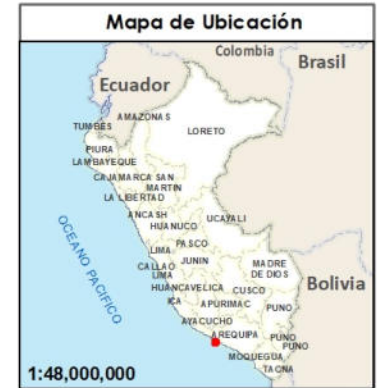 Mapa de Ubicación
Colombia
Brasil
Ecuador
AMAZONAS
TUMBES
LORETO
PIURA
LAMBAYEQUE
CAJAMARCA SAN
MARTIN
LA LIBERTAD
ANCASH
UCAYALI
HUANUCO
OCEANO PACIFICO
PASCO
LIMA
JUNIN
MADRE
DE DIOS
CALLAO
LIMA
Bolivia
HUANCAVELICA
CUSCO
ICA
APURIMAC
PUNO
AYACUCHO
AREQUIPA
PUNO
PUNO
MOQUEGUA
TACNA
1:48,000,000